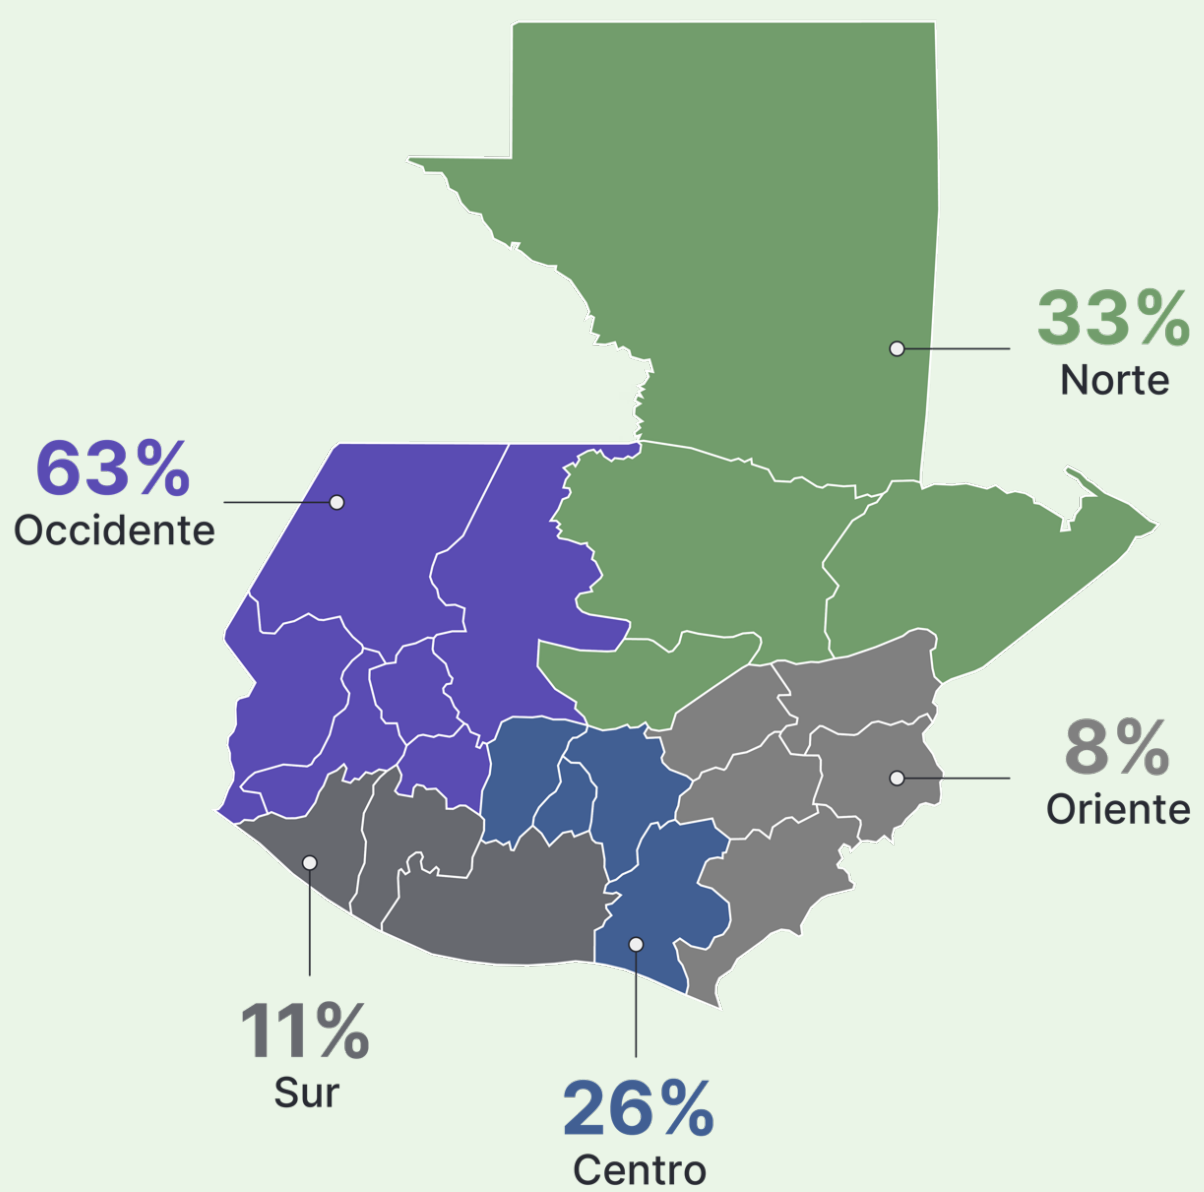 33%
Norte
63%
Occidente
8%
Oriente
11%
Sur
26%
Centro